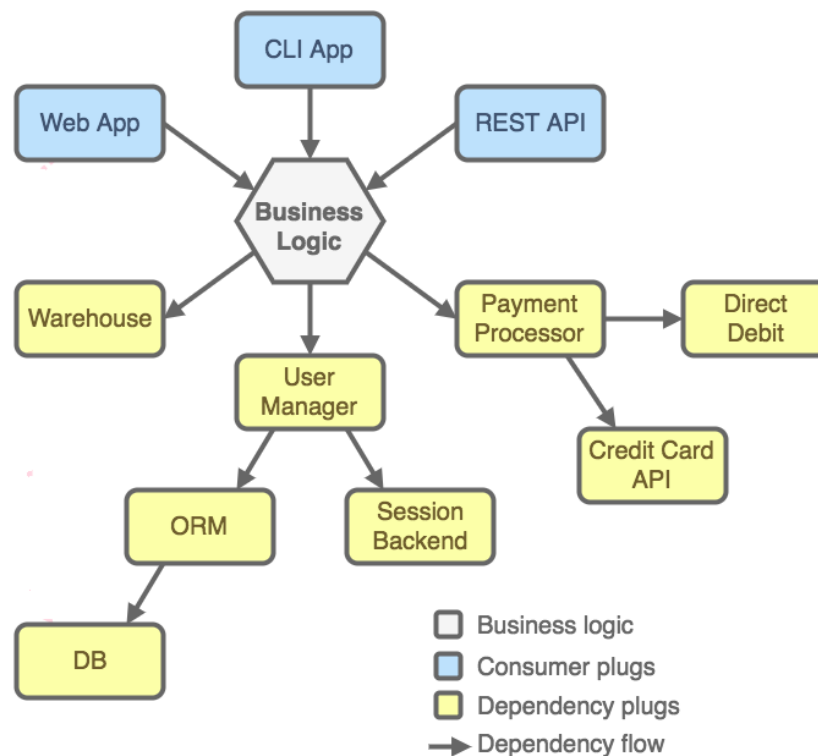 CLI App
Web App
REST API
Business
Logic
Warehouse
Payment
Processor
Direct
Debit
User
Manager
Credit Card
API
ORM
Session
Backend
DB
Business logic
Consumer plugs
Dependency plugs
Dependency flow